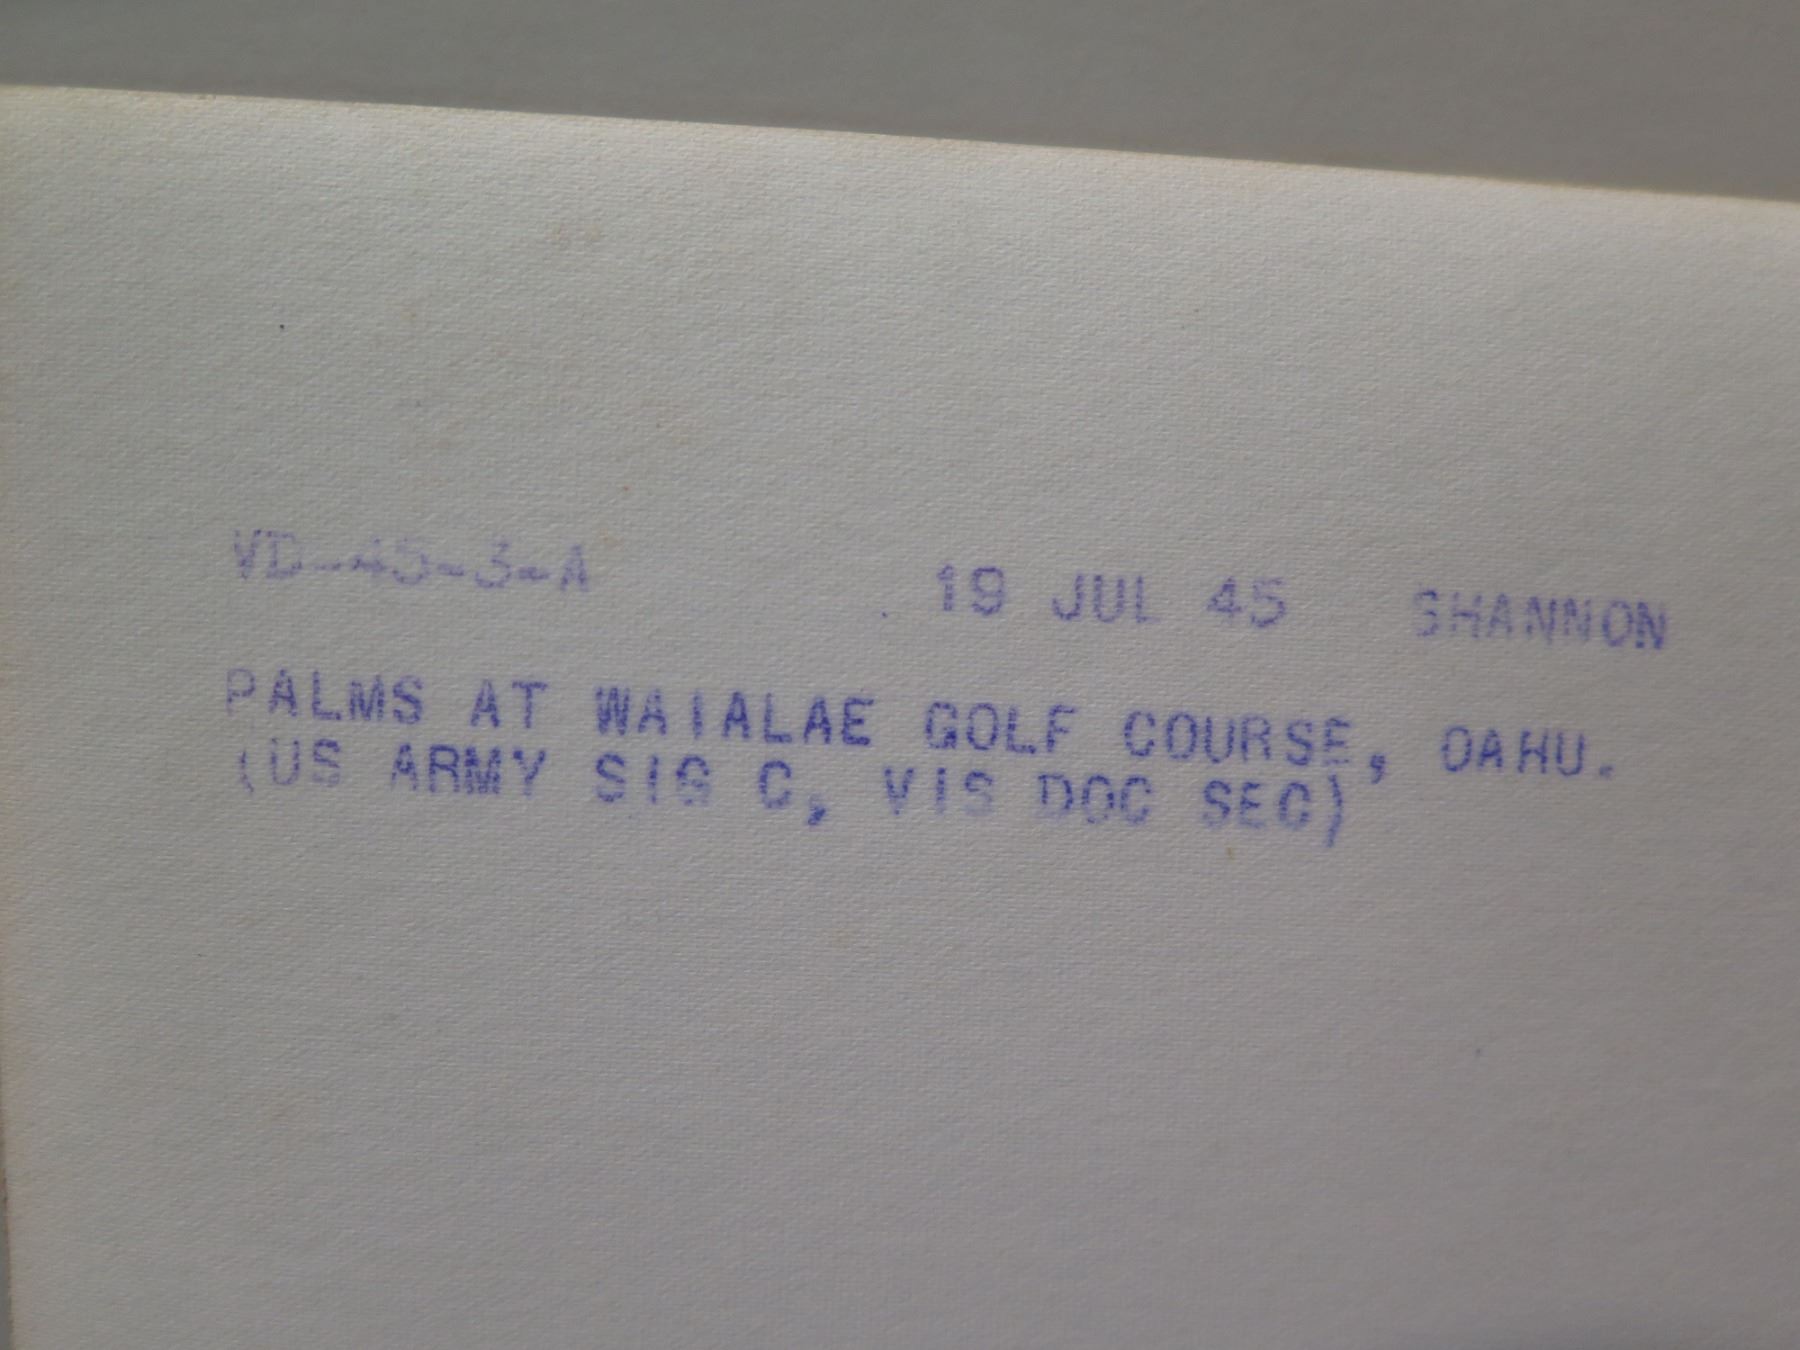 VD-45-3-A 19 JUL 45 SHANNON
PALMS AT WAIALAE GOLF COURSE, OAHU.
(US ARMY SIG C, VIS DOC SEC)